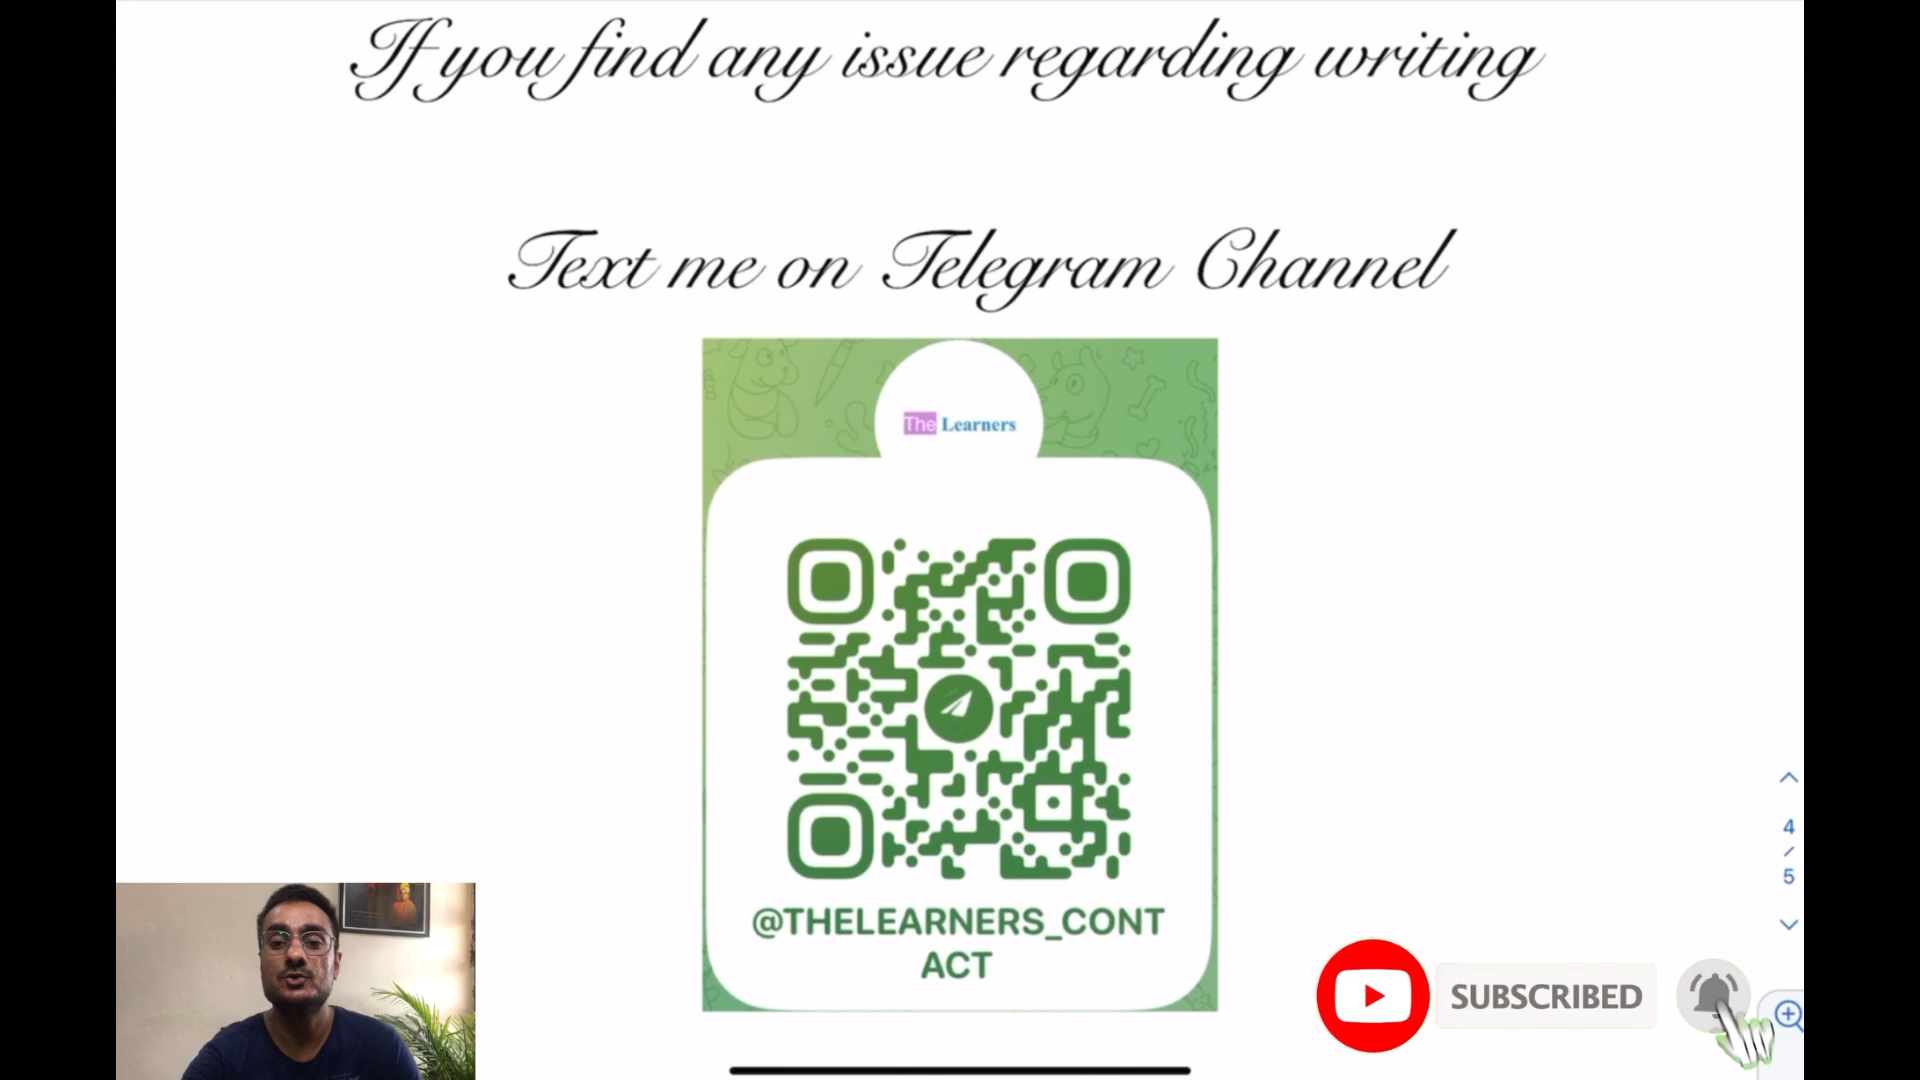 If you find any issue regarding writing
Text me on Telegram Channel
The Learners
@THELEARNERS_CONT
ACT
4
/
5
SUBSCRIBED